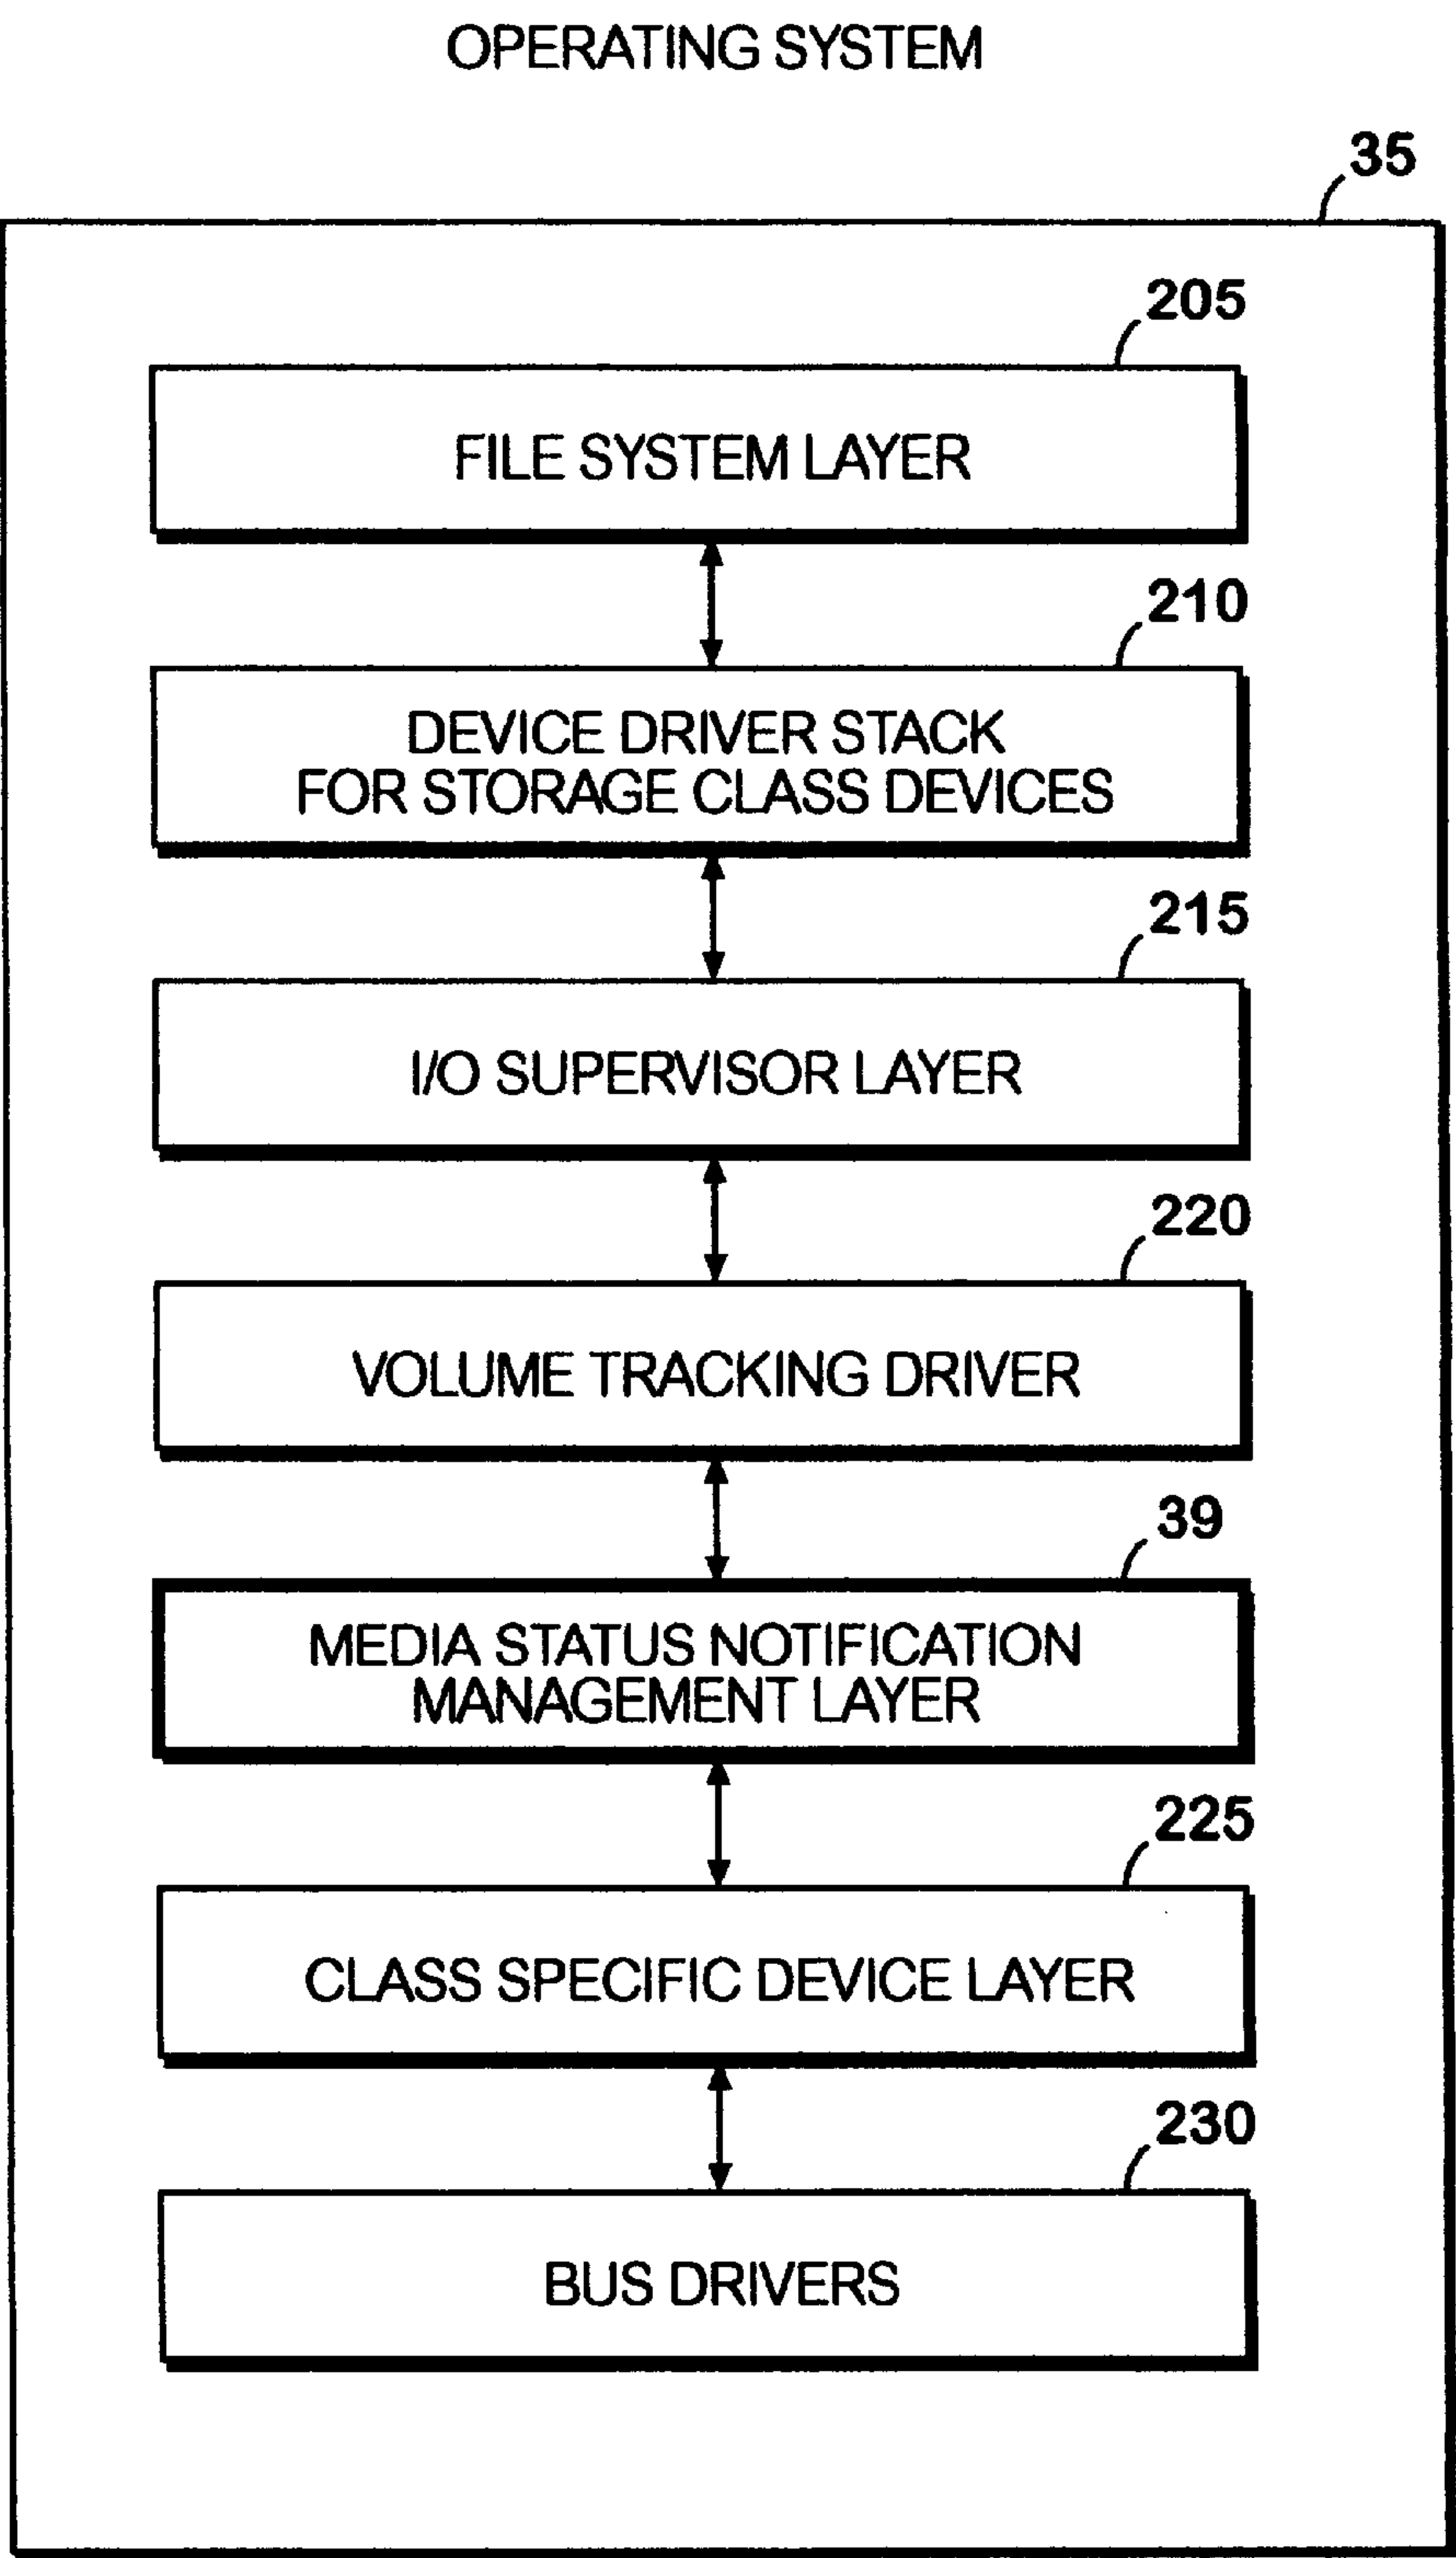 OPERATING SYSTEM
35
205
FILE SYSTEM LAYER
210
DEVICE DRIVER STACK
FOR STORAGE CLASS DEVICES
215
I/O SUPERVISOR LAYER
220
VOLUME TRACKING DRIVER
39
MEDIA STATUS NOTIFICATION
MANAGEMENT LAYER
225
CLASS SPECIFIC DEVICE LAYER
230
BUS DRIVERS